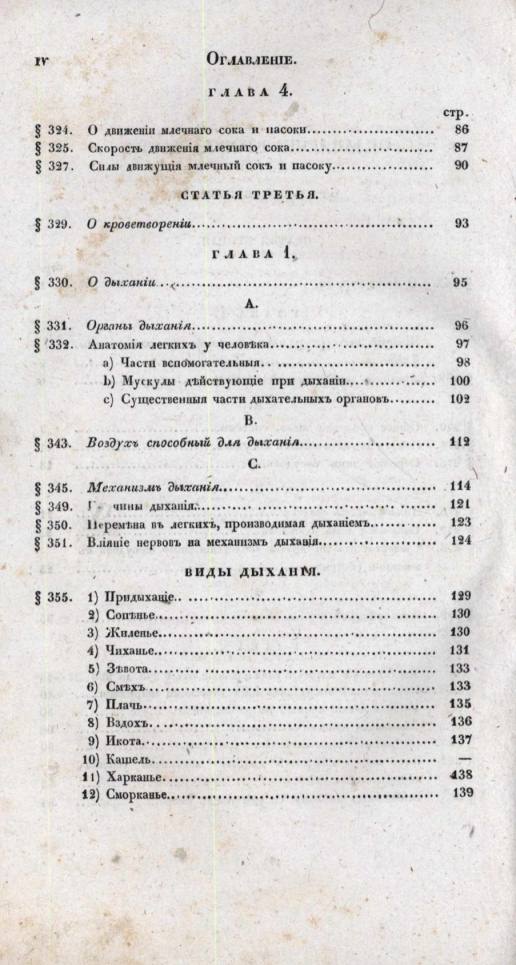 IV Оглавленіе.
ГЛАВА 4.
стр.
§ 324. О движеніи млечнаго сока и пасоки 86
§ 325. Скорость движенія млечнаго сока 87
§ 327. Силы движущія млечный сокъ и пасоку 90
СТАТЬЯ ТРЕТЬЯ.
§ 329. О кроветвореніи 93
ГЛАВА 1.
§ 330. О дыханіи 95
А.
§ 331. Органы дыханія 96
§ 332. Анатомія легкихъ у человѣка 97
a) Части вспомогательныя 98
b) Мускулы дѣйствующіе при дыханіи 100
c) Существенныя части дыхательныхъ органовъ 102
B.
§ 343. Воздухъ способный для дыханія 112
C.
§ 345. Механизмъ дыханія 114
§ 349. дыханія 121
§ 350. Перемѣна въ легкихъ, производимая дыханіемъ 123
§ 351. Вліяніе нервовъ на механизмъ дыханія 124
ВИДЫ ДЫХАНІЯ.
§ 355. 1) Придыханіе 129
2) Сопѣнье 130
3) Жиленье 130
4) Чиханье 131
5) Зѣвота 133
6) Смѣхъ 133
7) Плачь 135
8) Вздохъ 136
9) Икота 137
10) Кашель —
11) Харканье 138
12) Сморканье 139